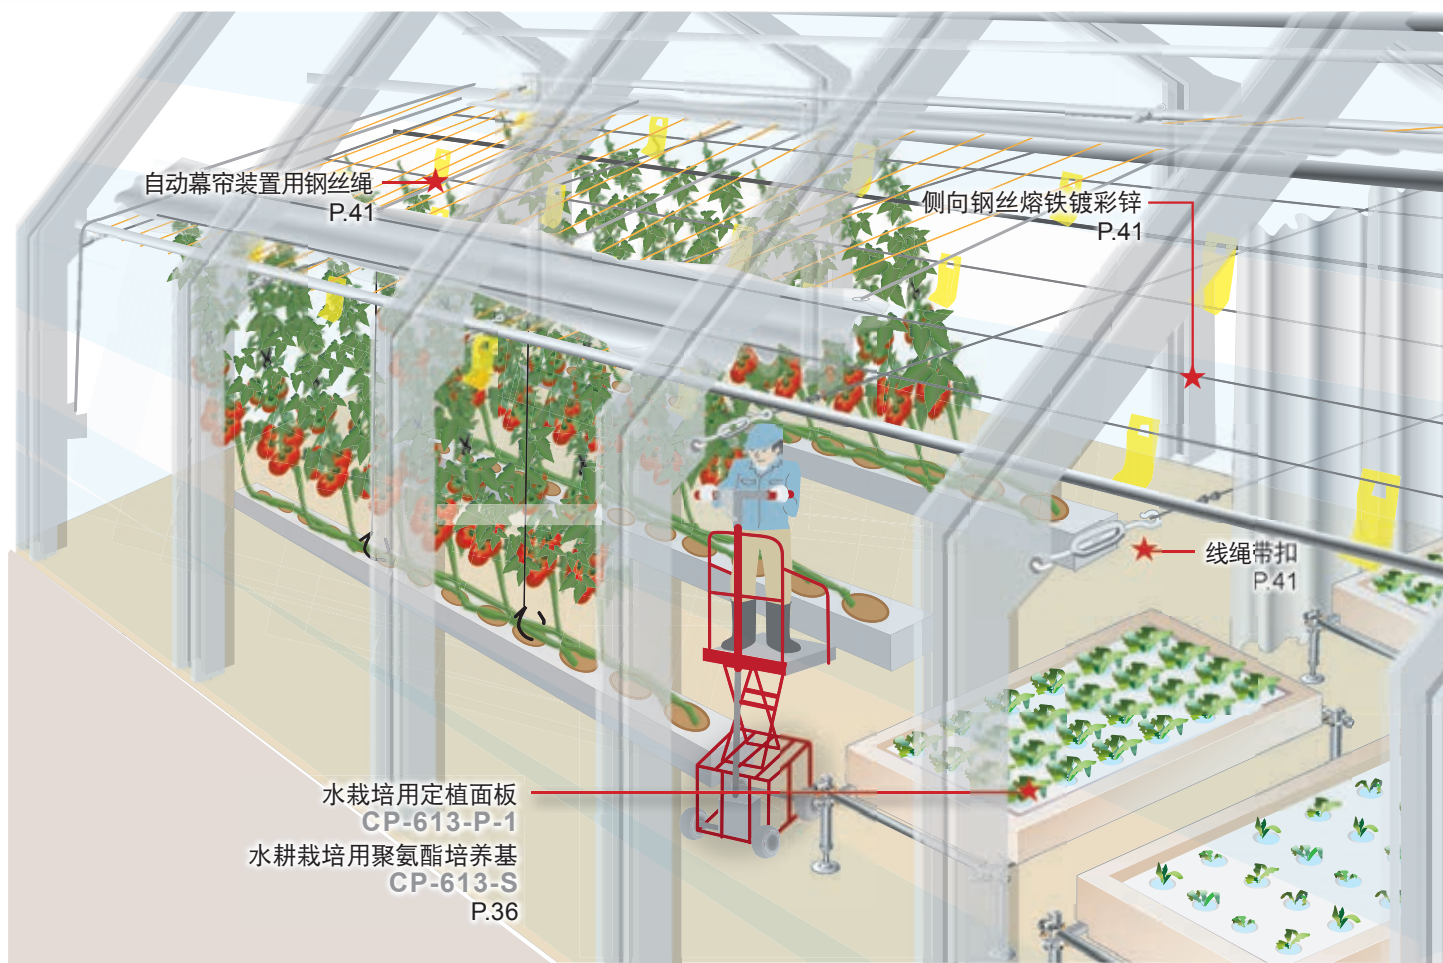 自动幕帘装置用钢丝绳
P.41
侧向钢丝熔铁镀彩锌
P.41
线绳带扣
P.41
水栽培用定植面板
CP-613-P-1
水耕栽培用聚氨酯培养基
CP-613-S
P.36